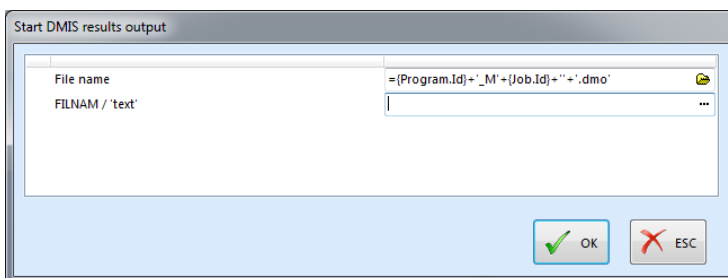 Start DMIS results output
File name ={Program.Id}+'_M'+{Job.Id}+''+'.dmo'
FILNAM / 'text' ...
OK ESC